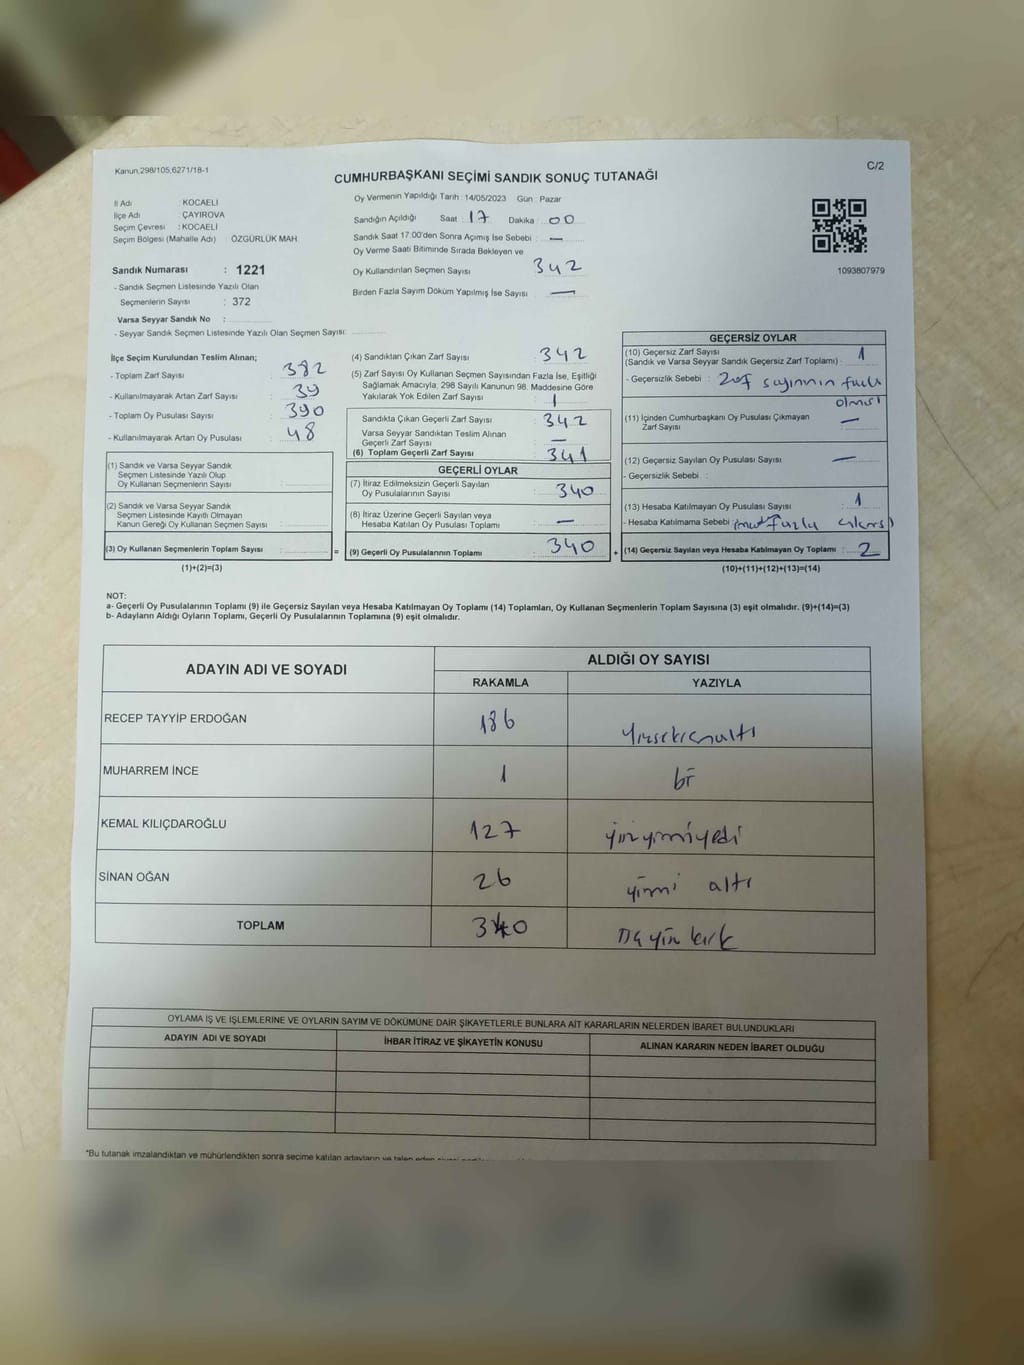 Kanun,298/105,6271/18-1
C/2
CUMHURBAŞKANI SEÇİMİ SANDIK SONUÇ TUTANAĞI
İl Adı : KOCAELİ
İlçe Adı : ÇAYIROVA
Seçim Çevresi : KOCAELİ
Seçim Bölgesi (Mahalle Adı) : ÖZGÜRLÜK MAH.
Sandık Numarası : 1221
- Sandık Seçmen Listesinde Yazılı Olan
Seçmenlerin Sayısı : 372
Varsa Seyyar Sandık No :
- Seyyar Sandık Seçmen Listesinde Yazılı Olan Seçmen Sayısı:
Oy Vermenin Yapıldığı Tarih : 14/05/2023 Gün : Pazar
Sandığın Açıldığı Saat : 17 Dakika : 00
Sandık Saat 17:00'den Sonra Açımış İse Sebebi : —
Oy Verme Saati Bitiminde Sırada Bekleyen ve
Oy Kullandırılan Seçmen Sayısı 342
Birden Fazla Sayım Döküm Yapılmış İse Sayısı : —
1093807979
İlçe Seçim Kurulundan Teslim Alınan;
- Toplam Zarf Sayısı : 382
- Kullanılmayarak Artan Zarf Sayısı : 39
- Toplam Oy Pusulası Sayısı : 390
- Kullanılmayarak Artan Oy Pusulası : 48
(1) Sandık ve Varsa Seyyar Sandık
Seçmen Listesinde Yazılı Olup
Oy Kullanan Seçmenlerin Sayısı :
(2) Sandık ve Varsa Seyyar Sandık
Seçmen Listesinde Kayıtlı Olmayan
Kanun Gereği Oy Kullanan Seçmen Sayısı :
(3) Oy Kullanan Seçmenlerin Toplam Sayısı : =
(1)+(2)=(3)
(4) Sandıktan Çıkan Zarf Sayısı : 342
(5) Zarf Sayısı Oy Kullanan Seçmen Sayısından Fazla İse, Eşitliği
Sağlamak Amacıyla, 298 Sayılı Kanunun 98. Maddesine Göre
Yakılarak Yok Edilen Zarf Sayısı : 1
Sandıkta Çıkan Geçerli Zarf Sayısı : 342
Varsa Seyyar Sandıktan Teslim Alınan
Geçerli Zarf Sayısı : —
(6) Toplam Geçerli Zarf Sayısı : 341
GEÇERLİ OYLAR
(7) İtiraz Edilmeksizin Geçerli Sayılan
Oy Pusulalarının Sayısı : 340
(8) İtiraz Üzerine Geçerli Sayılan veya
Hesaba Katılan Oy Pusulası Toplamı : —
(9) Geçerli Oy Pusulalarının Toplamı : 340 +
GEÇERSİZ OYLAR
(10) Geçersiz Zarf Sayısı
(Sandık ve Varsa Seyyar Sandık Geçersiz Zarf Toplamı) : 1
- Geçersizlik Sebebi : Zarf sayısının fazla
olması
(11) İçinden Cumhurbaşkanı Oy Pusulası Çıkmayan
Zarf Sayısı : —
(12) Geçersiz Sayılan Oy Pusulası Sayısı : —
- Geçersizlik Sebebi :
(13) Hesaba Katılmayan Oy Pusulası Sayısı : 1
- Hesaba Katılmama Sebebi : fazla
(14) Geçersiz Sayılan veya Hesaba Katılmayan Oy Toplamı : 2
(10)+(11)+(12)+(13)=(14)
NOT:
a- Geçerli Oy Pusulalarının Toplamı (9) ile Geçersiz Sayılan veya Hesaba Katılmayan Oy Toplamı (14) Toplamları, Oy Kullanan Seçmenlerin Toplam Sayısına (3) eşit olmalıdır. (9)+(14)=(3)
b- Adayların Aldığı Oyların Toplamı, Geçerli Oy Pusulalarının Toplamına (9) eşit olmalıdır.
ADAYIN ADI VE SOYADI
ALDIĞI OY SAYISI
RAKAMLA YAZIYLA
RECEP TAYYİP ERDOĞAN 186 yüzseksenaltı
MUHARREM İNCE 1 bir
KEMAL KILIÇDAROĞLU 127 yüzyirmiyedi
SİNAN OĞAN 26 yirmi altı
TOPLAM 340 üçyüzkırk
OYLAMA İŞ VE İŞLEMLERİNE VE OYLARIN SAYIM VE DÖKÜMÜNE DAİR ŞİKAYETLERLE BUNLARA AİT KARARLARIN NELERDEN İBARET BULUNDUKLARI
ADAYIN ADI VE SOYADI İHBAR İTİRAZ VE ŞİKAYETİN KONUSU ALINAN KARARIN NEDEN İBARET OLDUĞU
*Bu tutanak imzalandıktan ve mühürlendikten sonra seçime katılan adayların ve talep eden